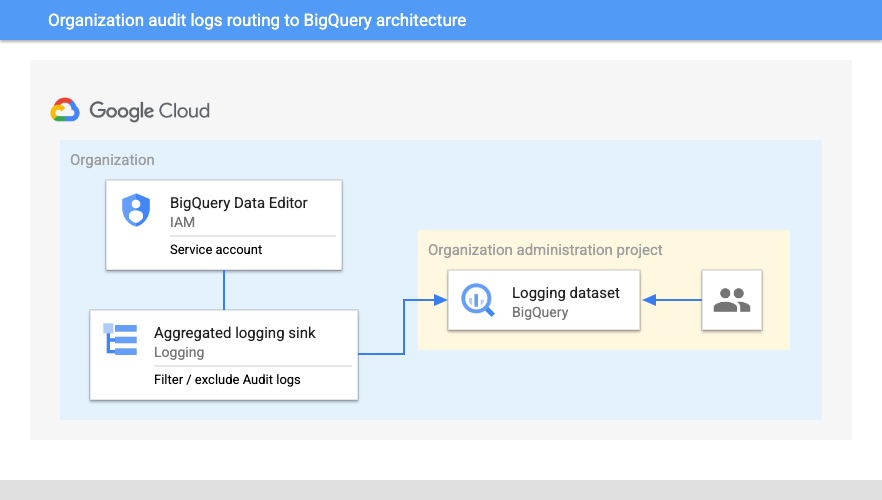 Organization audit logs routing to BigQuery architecture
Google Cloud
Organization
BigQuery Data Editor
IAM
Service account
Organization administration project
Logging dataset
BigQuery
Aggregated logging sink
Logging
Filter / exclude Audit logs